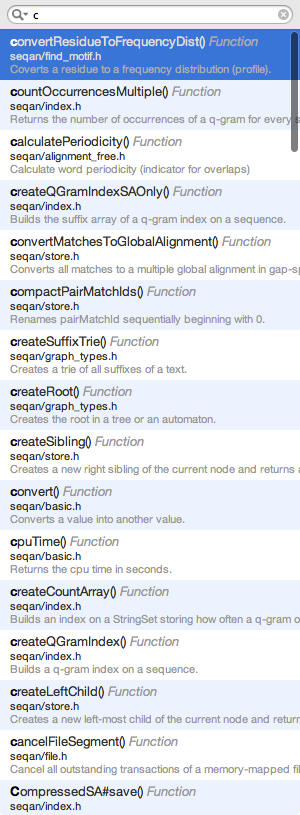 c
convertResidueToFrequencyDist() Function
seqan/find_motif.h
Coverts a residue to a frequency distribution (profile).
countOccurrencesMultiple() Function
seqan/index.h
Returns the number of occurrences of a q-gram for every s
calculatePeriodicity() Function
seqan/alignment_free.h
Calculate word periodicity (indicator for overlaps)
createQGramIndexSAOnly() Function
seqan/index.h
Builds the suffix array of a q-gram index on a sequence.
convertMatchesToGlobalAlignment() Function
seqan/store.h
Converts all matches to a multiple global alignment in gap-sp
compactPairMatchIds() Function
seqan/store.h
Renames pairMatchId sequentially beginning with 0.
createSuffixTrie() Function
seqan/graph_types.h
Creates a trie of all suffixes of a text.
createRoot() Function
seqan/graph_types.h
Creates the root in a tree or an automaton.
createSibling() Function
seqan/store.h
Creates a new right sibling of the current node and returns a
convert() Function
seqan/basic.h
Converts a value into another value.
cpuTime() Function
seqan/basic.h
Returns the cpu time in seconds.
createCountArray() Function
seqan/index.h
Builds an index on a StringSet storing how often a q-gram o
createQGramIndex() Function
seqan/index.h
Builds a q-gram index on a sequence.
createLeftChild() Function
seqan/store.h
Creates a new left-most child of the current node and return
cancelFileSegment() Function
seqan/file.h
Cancel all outstanding transactions of a memory-mapped fil
CompressedSA#save() Function
seqan/index.h